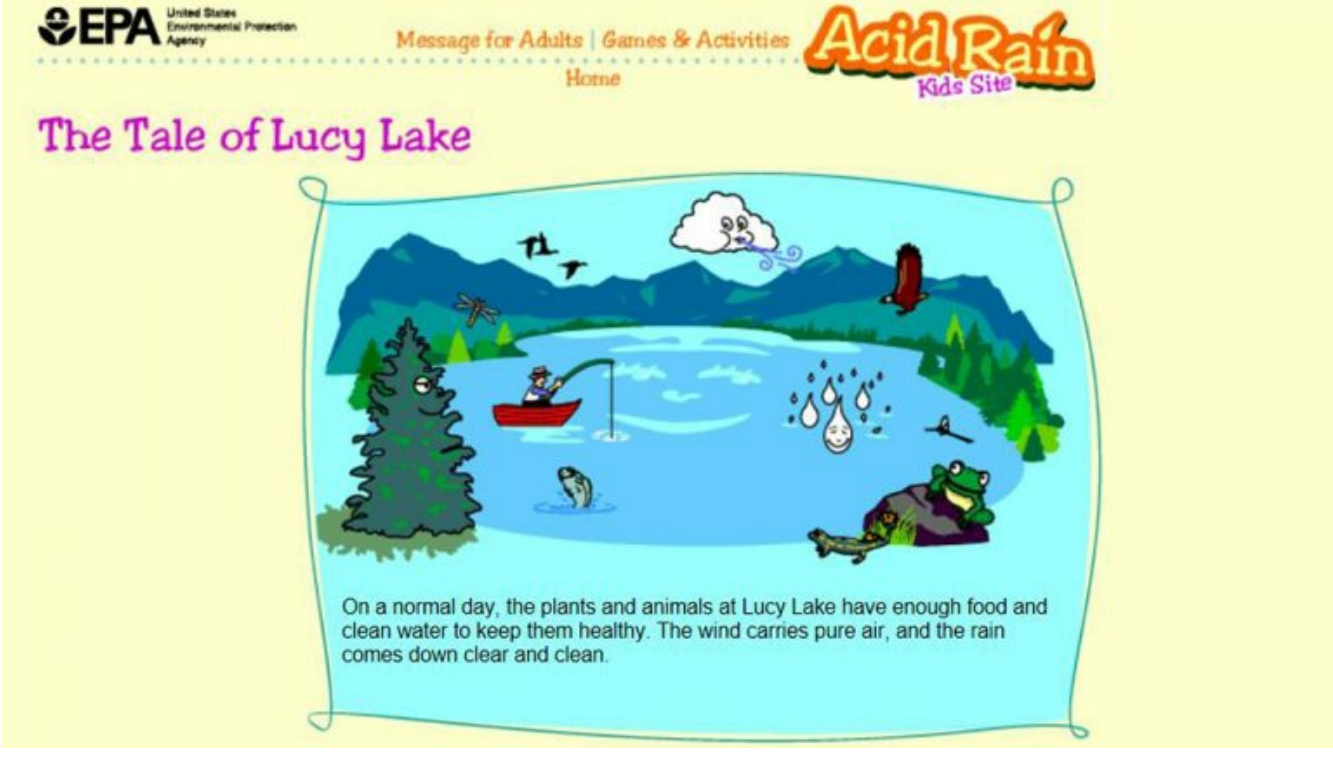 EPA United States
Environmental Protection
Agency
Message for Adults | Games & Activities
Home
Acid Rain
Kids Site
The Tale of Lucy Lake
On a normal day, the plants and animals at Lucy Lake have enough food and
clean water to keep them healthy. The wind carries pure air, and the rain
comes down clear and clean.